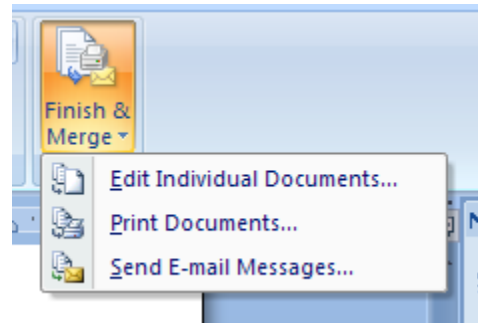 Finish &
Merge
Edit Individual Documents...
Print Documents...
Send E-mail Messages...